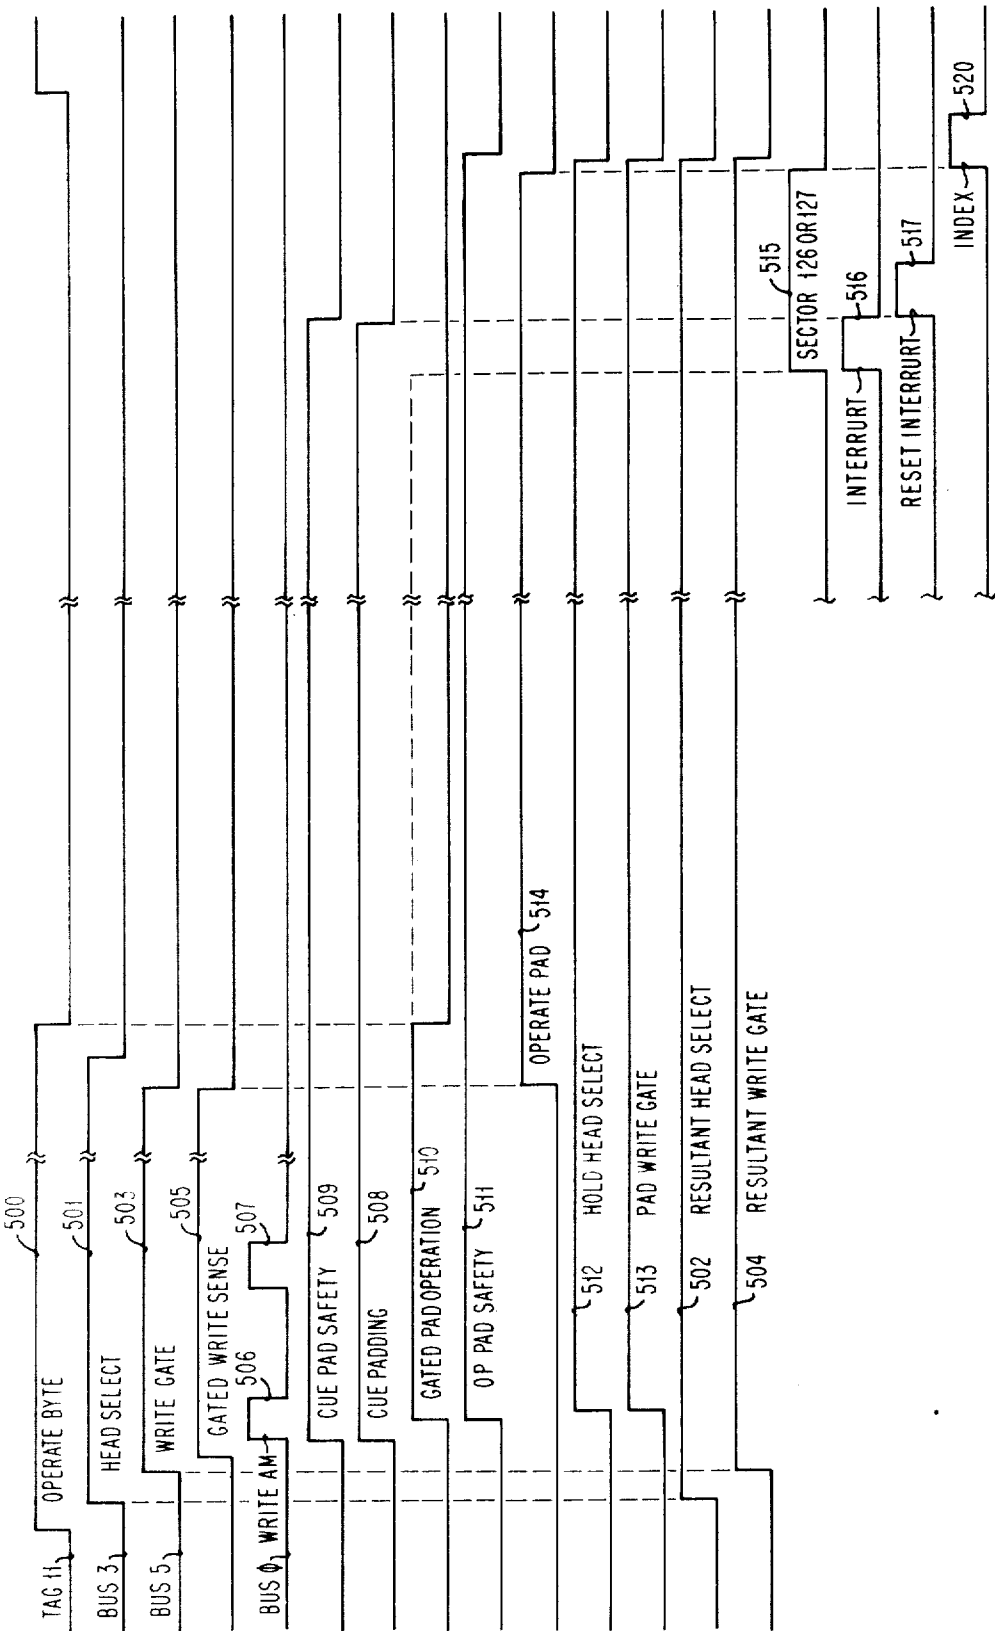 TAG 11 OPERATE BYTE 500
BUS 3 HEAD SELECT 501
BUS 5 WRITE GATE 503
GATED WRITE SENSE 505
BUS 0 WRITE AM 506 507
CUE PAD SAFETY 509
CUE PADDING 508
GATED PAD OPERATION 510
OP PAD SAFETY 511
OPERATE PAD 514
512 HOLD HEAD SELECT
513 PAD WRITE GATE
502 RESULTANT HEAD SELECT
504 RESULTANT WRITE GATE
SECTOR 126 OR 127 515
INTERRURT 516
RESET INTERRURT 517
INDEX 520